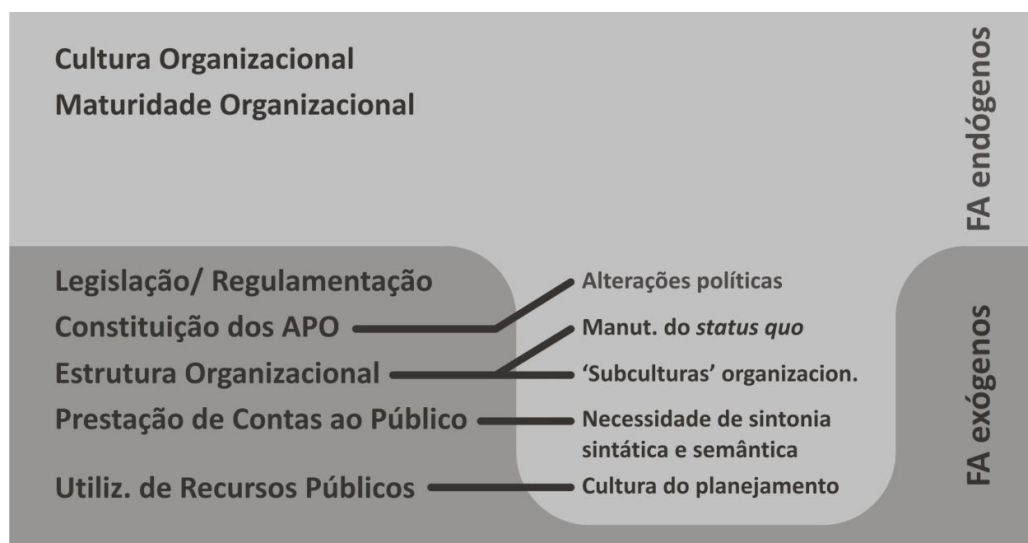 Cultura Organizacional
Maturidade Organizacional
FA endógenos
Legislação/ Regulamentação
Constituição dos APO
Estrutura Organizacional
Prestação de Contas ao Público
Utiliz. de Recursos Públicos
Alterações políticas
Manut. do status quo
‘Subculturas’ organizacion.
Necessidade de sintonia
sintática e semântica
Cultura do planejamento
FA exógenos